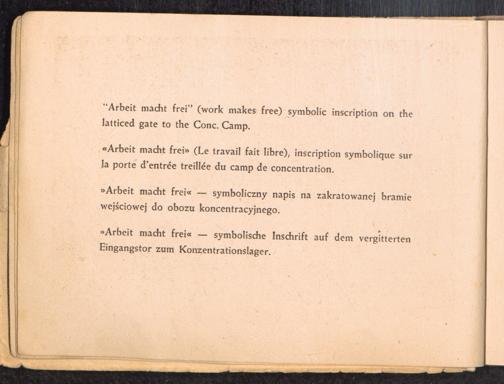 "Arbeit macht frei" (work makes free) symbolic inscription on the
latticed gate to the Conc. Camp.
«Arbeit macht frei» (Le travail fait libre), inscription symbolique sur
la porte d'entrée treillée du camp de concentration.
»Arbeit macht frei« — symboliczny napis na zakratowanej bramie
wejściowej do obozu koncentracyjnego.
»Arbeit macht frei« — symbolische Inschrift auf dem vergitterten
Eingangstor zum Konzentrationslager.